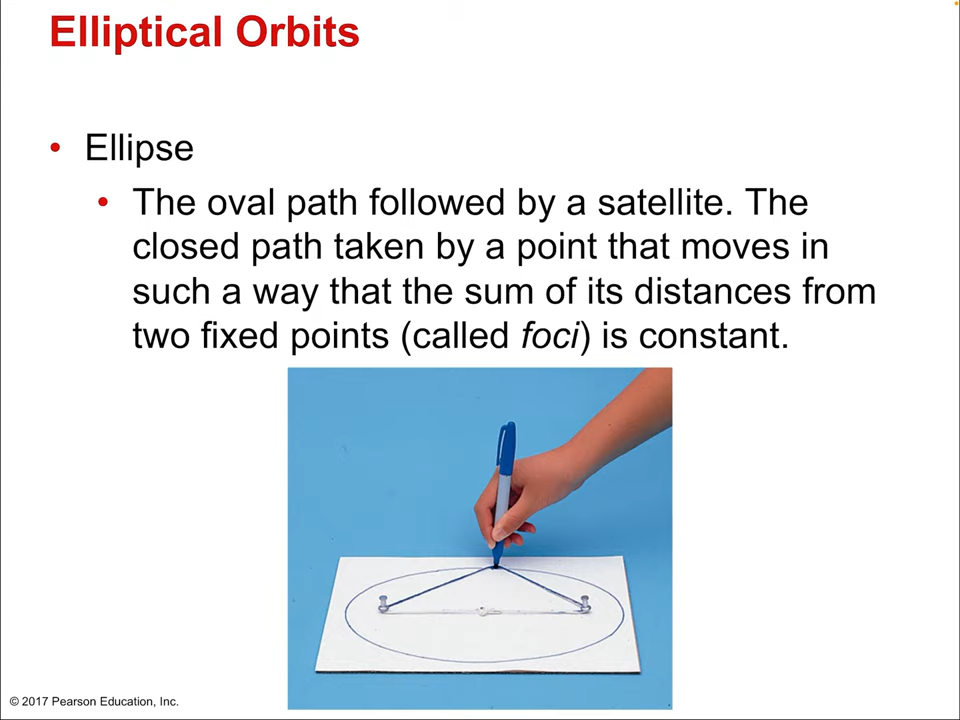 Elliptical Orbits
• Ellipse
• The oval path followed by a satellite. The
closed path taken by a point that moves in
such a way that the sum of its distances from
two fixed points (called foci) is constant.
© 2017 Pearson Education, Inc.